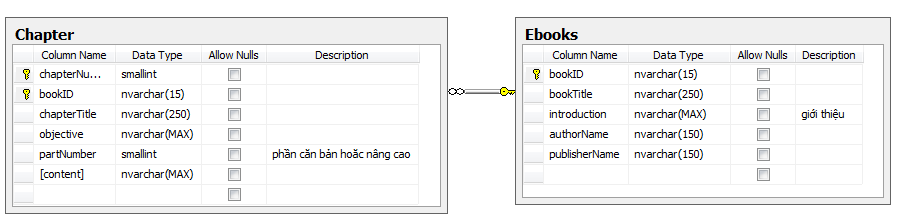 Chapter
Column Name Data Type Allow Nulls Description
chapterNu... smallint
bookID nvarchar(15)
chapterTitle nvarchar(250)
objective nvarchar(MAX)
partNumber smallint phần căn bản hoăc nâng cao
[content] nvarchar(MAX)
Ebooks
Column Name Data Type Allow Nulls Description
bookID nvarchar(15)
bookTitle nvarchar(250)
introduction nvarchar(MAX) giới thiệu
authorName nvarchar(150)
publisherName nvarchar(150)